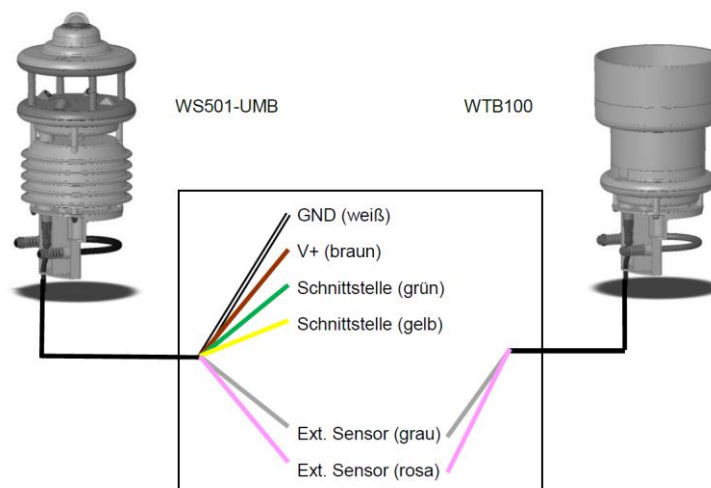 WS501-UMB
WTB100
GND (weiß)
V+ (braun)
Schnittstelle (grün)
Schnittstelle (gelb)
Ext. Sensor (grau)
Ext. Sensor (rosa)